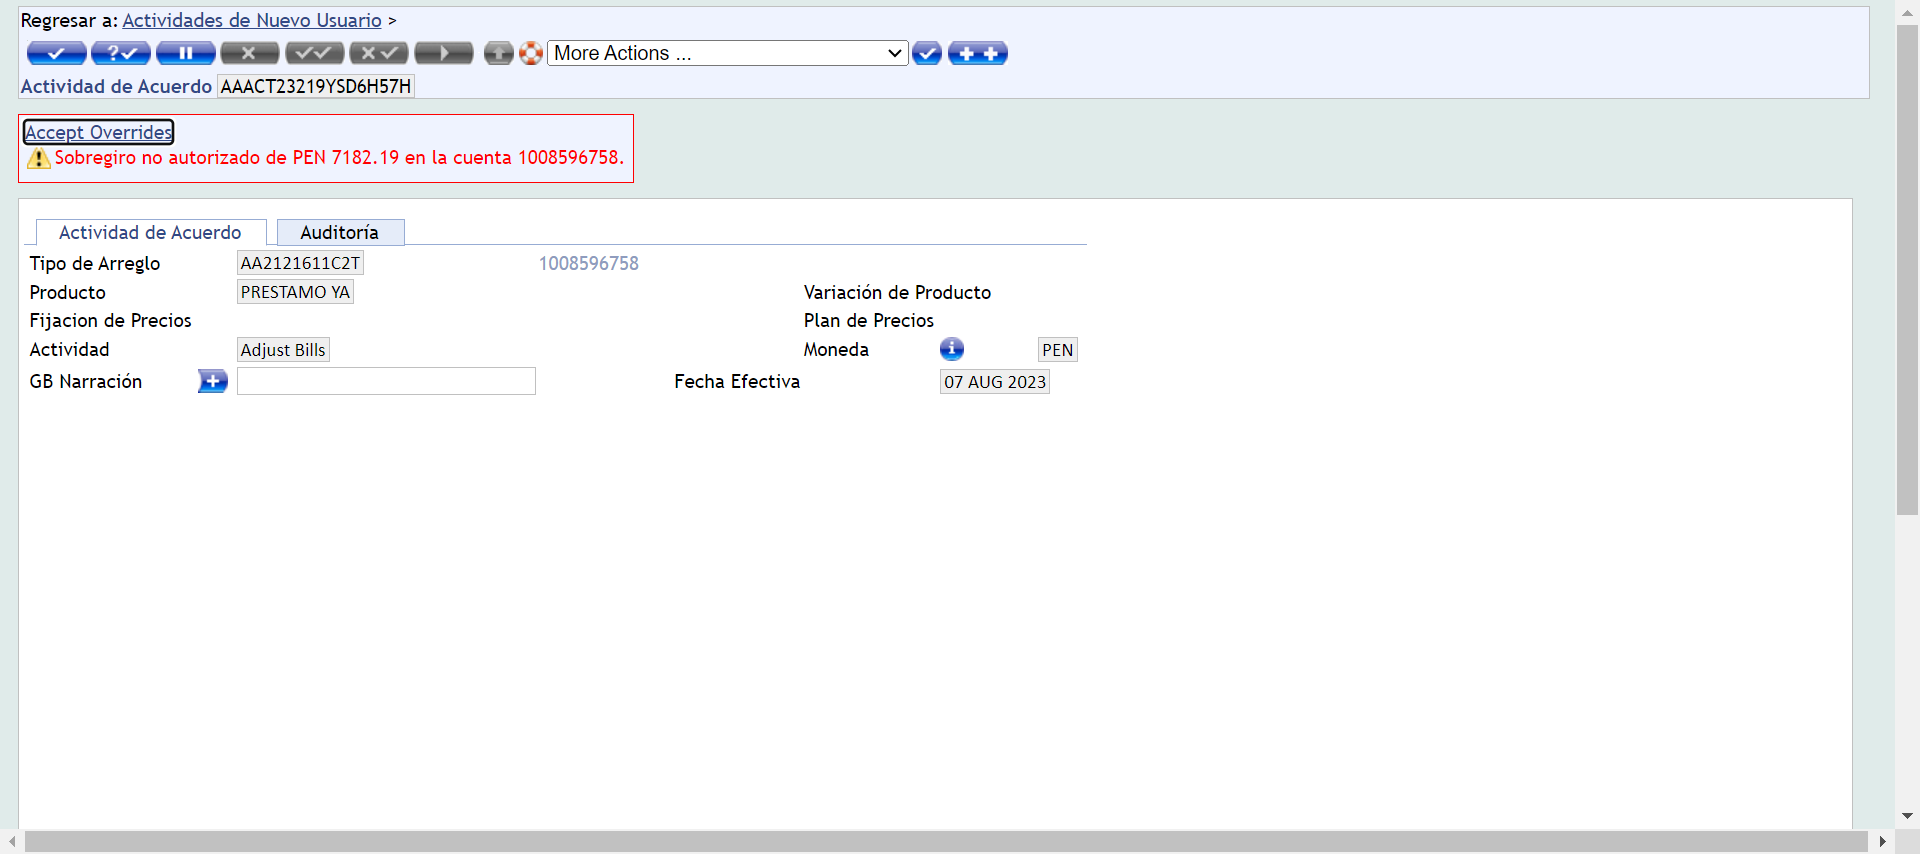 Regresar a: Actividades de Nuevo Usuario >
More Actions ...
Actividad de Acuerdo AAACT23219YSD6H57H
Accept Overrides
Sobregiro no autorizado de PEN 7182.19 en la cuenta 1008596758.
Actividad de Acuerdo Auditoría
Tipo de Arreglo AA2121611C2T 1008596758
Producto PRESTAMO YA Variación de Producto
Fijacion de Precios Plan de Precios
Actividad Adjust Bills Moneda PEN
GB Narración Fecha Efectiva 07 AUG 2023